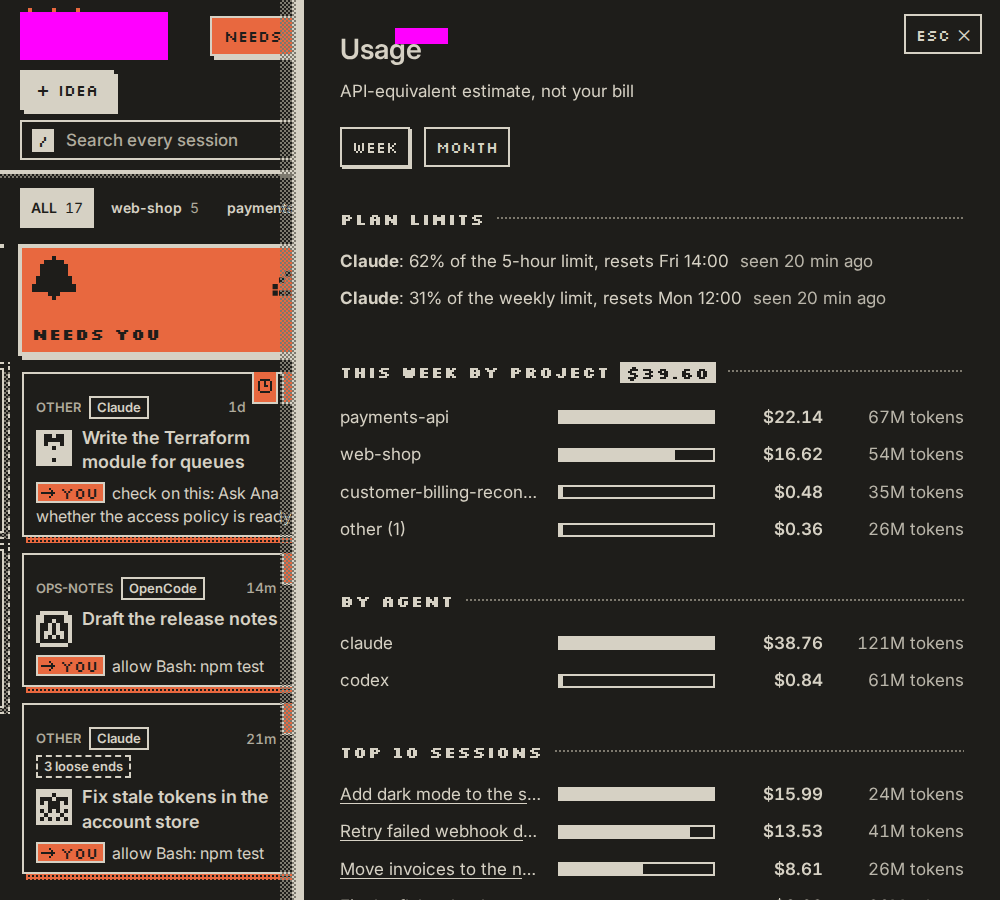 NEEDS
+ IDEA
/ Search every session
ALL 17 web-shop 5
NEEDS YOU
OTHER Claude 1d
Write the Terraform
module for queues
→ YOU check on this: Ask Ana
whether the access policy is ready
OPS-NOTES OpenCode 14m
Draft the release notes
→ YOU allow Bash: npm test
OTHER Claude 21m
3 loose ends
Fix stale tokens in the
account store
→ YOU allow Bash: npm test
Usage
ESC ×
API-equivalent estimate, not your bill
WEEK MONTH
PLAN LIMITS
Claude: 62% of the 5-hour limit, resets Fri 14:00 seen 20 min ago
Claude: 31% of the weekly limit, resets Mon 12:00 seen 20 min ago
THIS WEEK BY PROJECT $39.60
payments-api $22.14 67M tokens
web-shop $16.62 54M tokens
customer-billing-recon... $0.48 35M tokens
other (1) $0.36 26M tokens
BY AGENT
claude $38.76 121M tokens
codex $0.84 61M tokens
TOP 10 SESSIONS
Add dark mode to the s... $15.99 24M tokens
Retry failed webhook d... $13.53 41M tokens
Move invoices to the n... $8.61 26M tokens